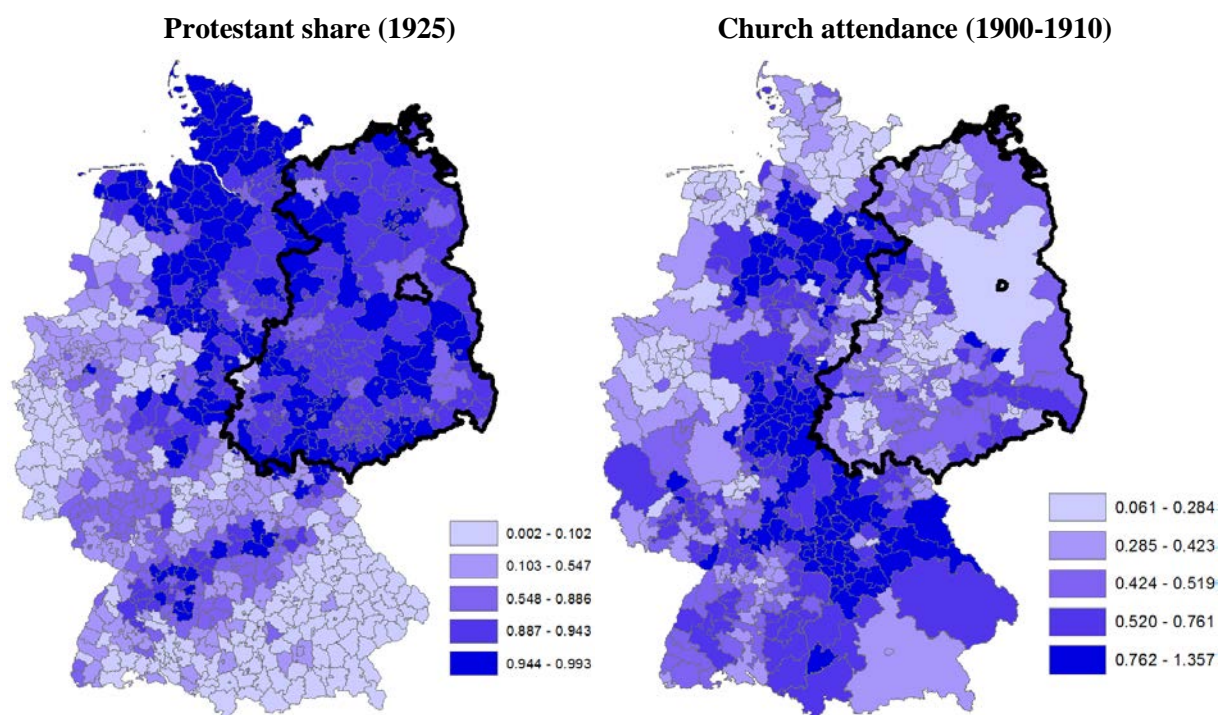 Protestant share (1925)
Church attendance (1900-1910)
0.002 - 0.102
0.103 - 0.547
0.548 - 0.886
0.887 - 0.943
0.944 - 0.993
0.061 - 0.284
0.285 - 0.423
0.424 - 0.519
0.520 - 0.761
0.762 - 1.357